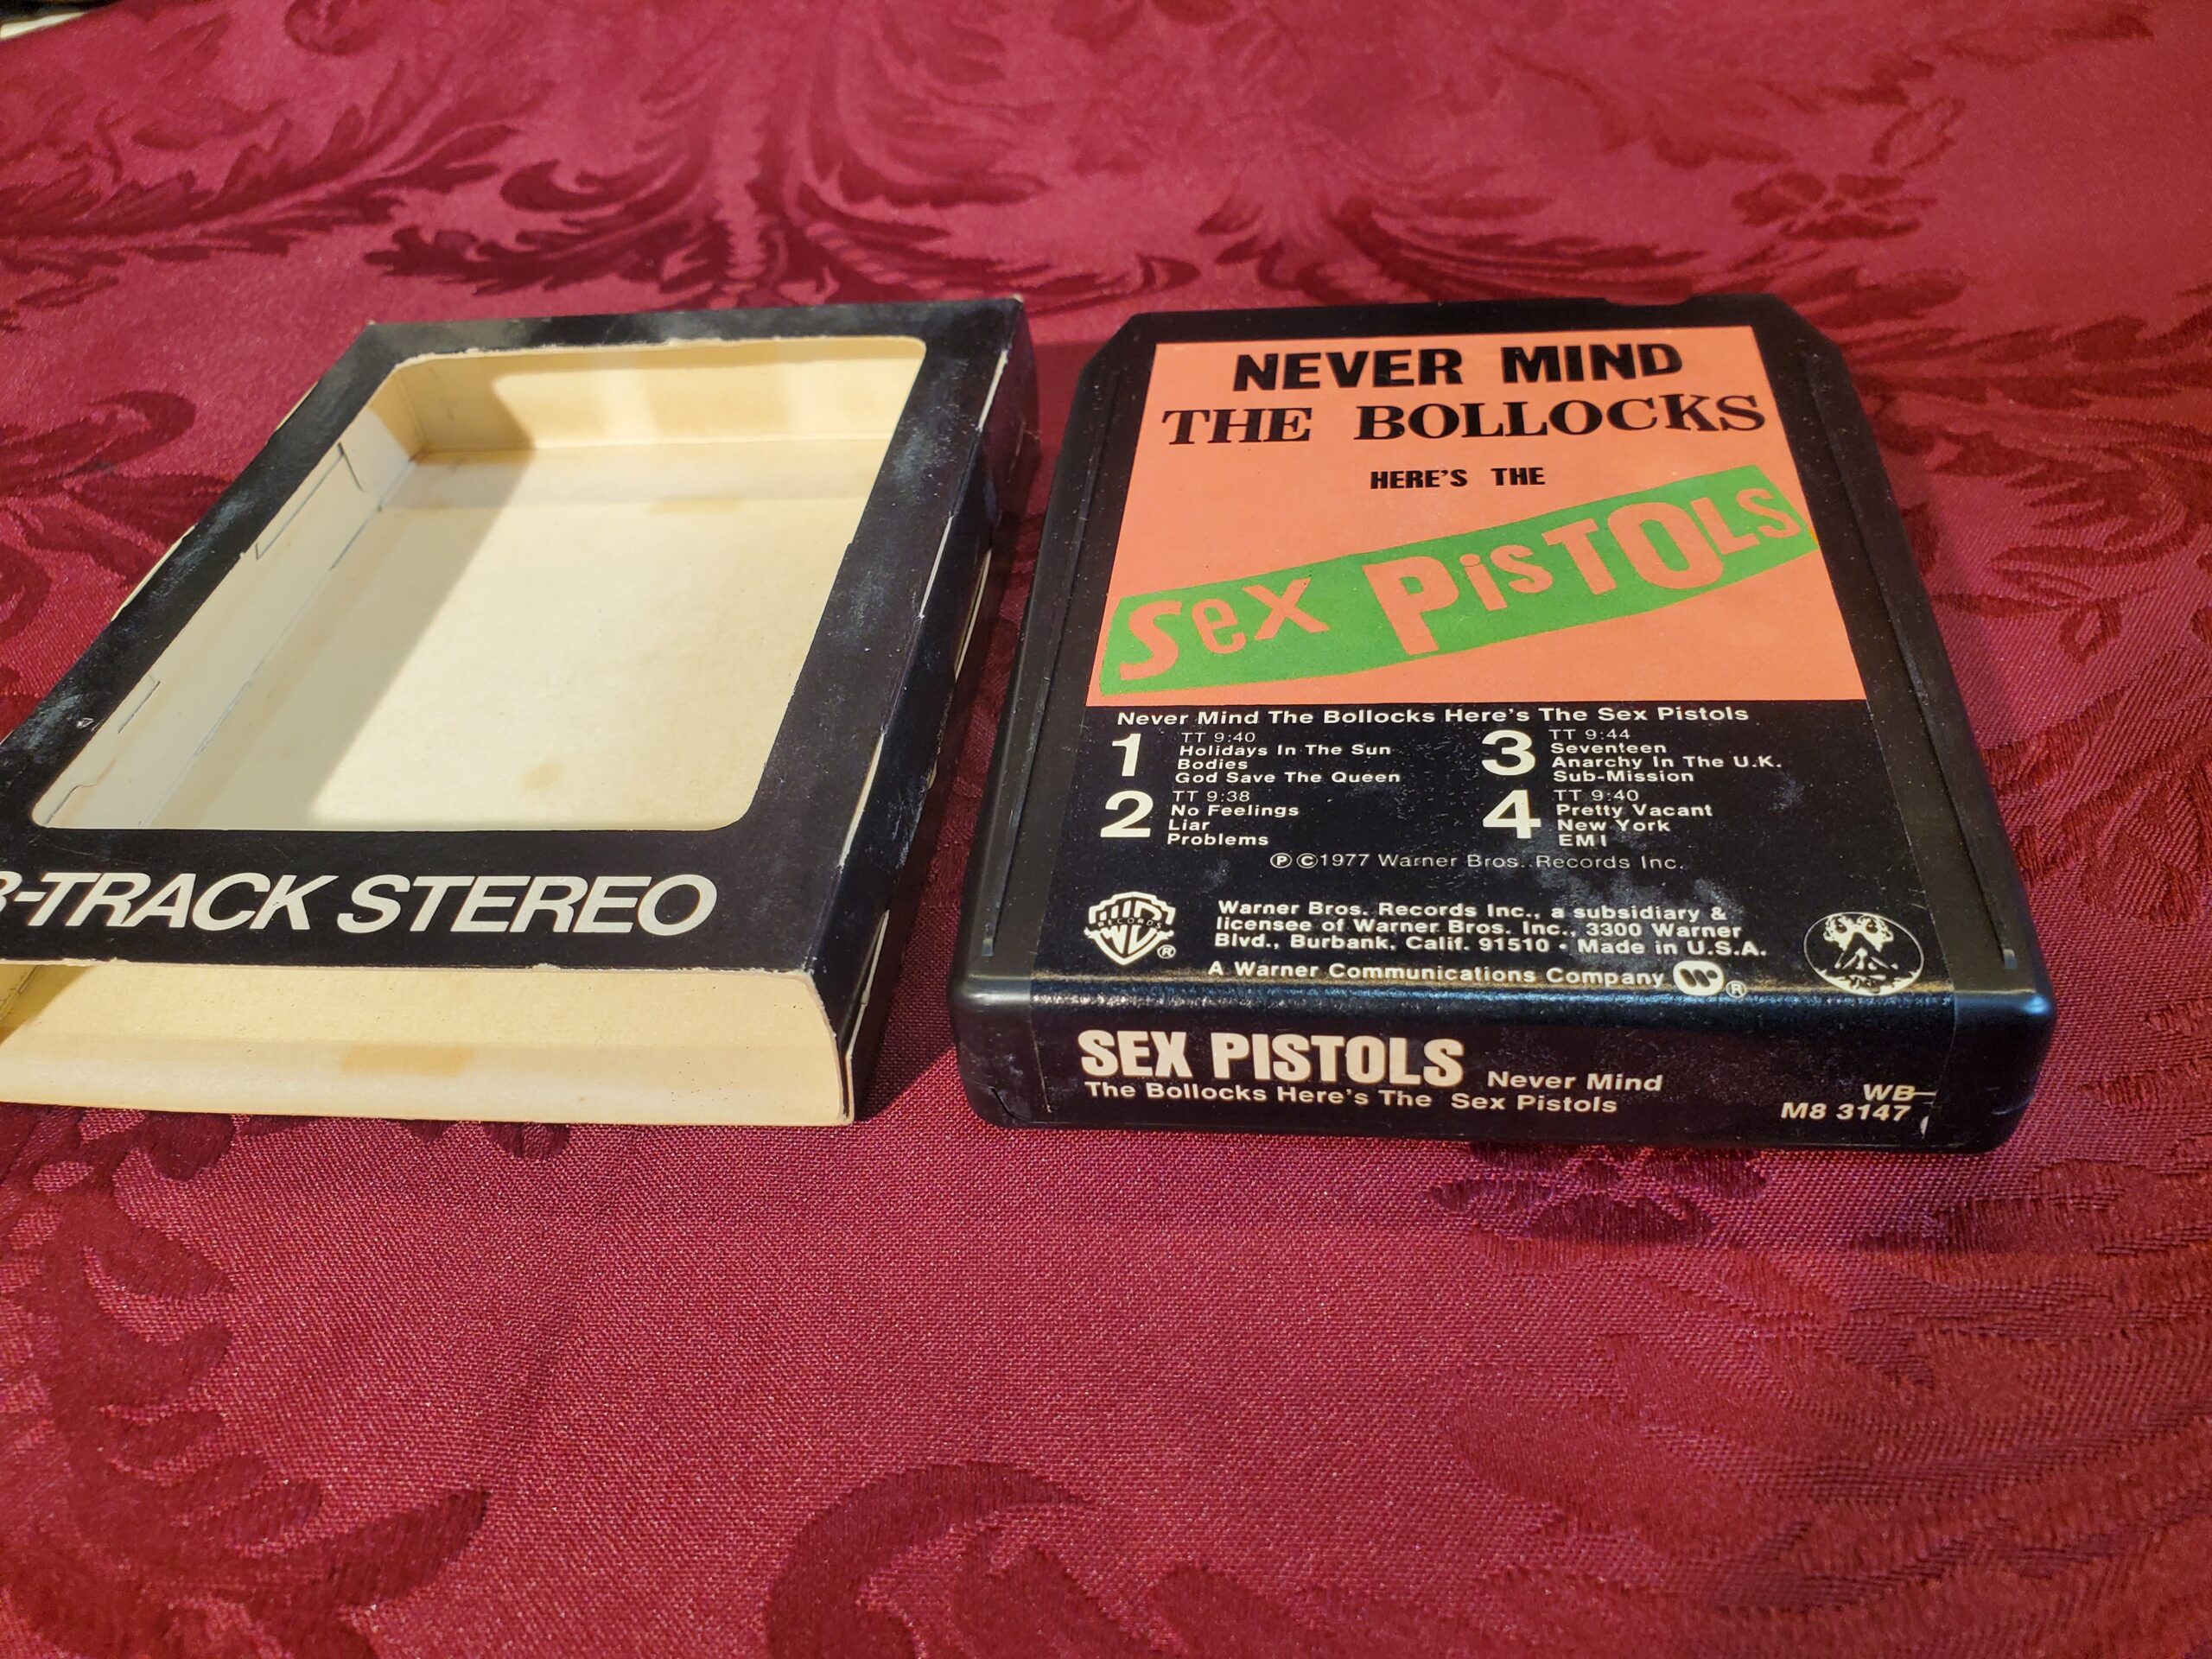 8-TRACK STEREO
NEVER MIND
THE BOLLOCKS
HERE'S THE
Sex PisTOLS
Never Mind The Bollocks Here's The Sex Pistols
1 TT 9:40
Holidays In The Sun
Bodies
God Save The Queen
2 TT 9:38
No Feelings
Liar
Problems
3 TT 9:44
Seventeen
Anarchy In The U.K.
Sub-Mission
4 TT 9:40
Pretty Vacant
New York
EMI
℗©1977 Warner Bros. Records Inc.
RECORDS
®
Warner Bros. Records Inc., a subsidiary &
licensee of Warner Bros. Inc., 3300 Warner
Blvd., Burbank, Calif. 91510 • Made in U.S.A.
A Warner Communications Company ®
SEX PISTOLS Never Mind
The Bollocks Here's The Sex Pistols
WB
M8 3147